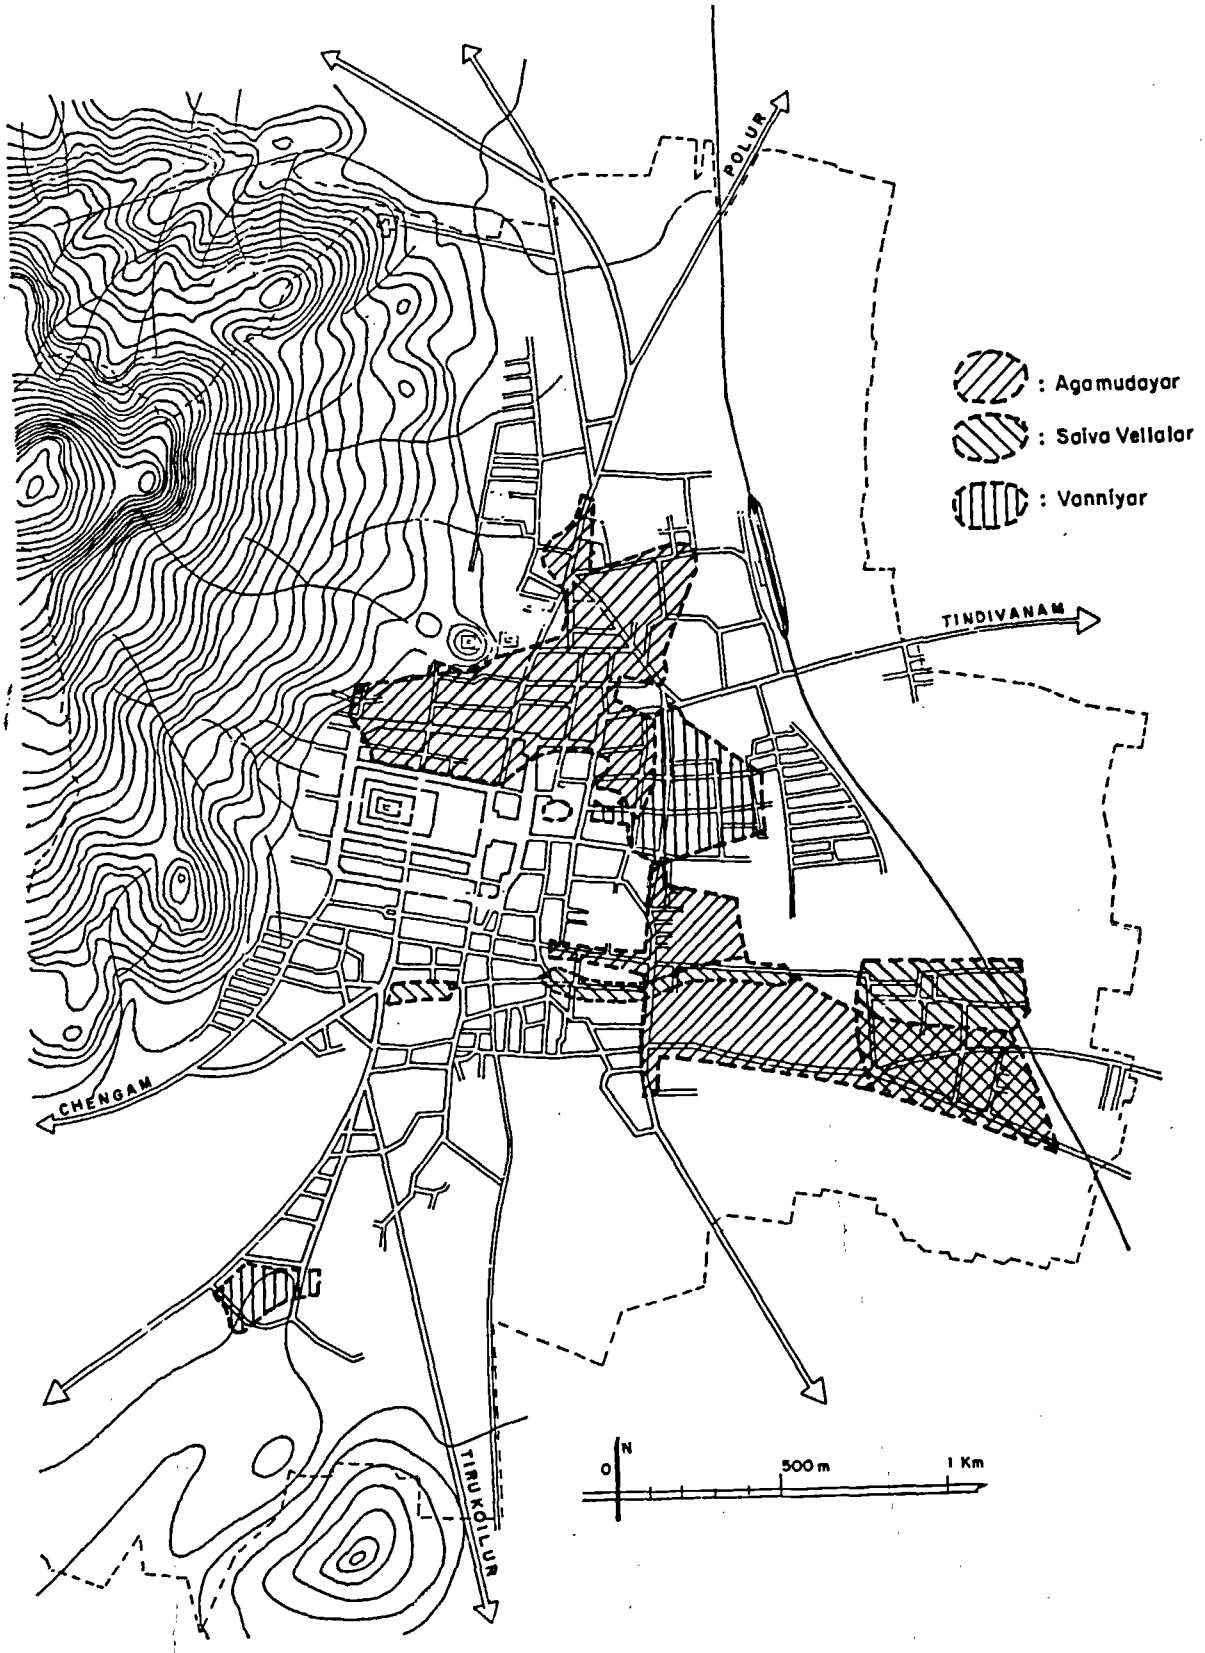 POLUR
: Agamudayar
: Saiva Vellalar
: Vanniyar
TINDIVANAM
CHENGAM
TIRUKOILUR
N
0 500 m 1 Km